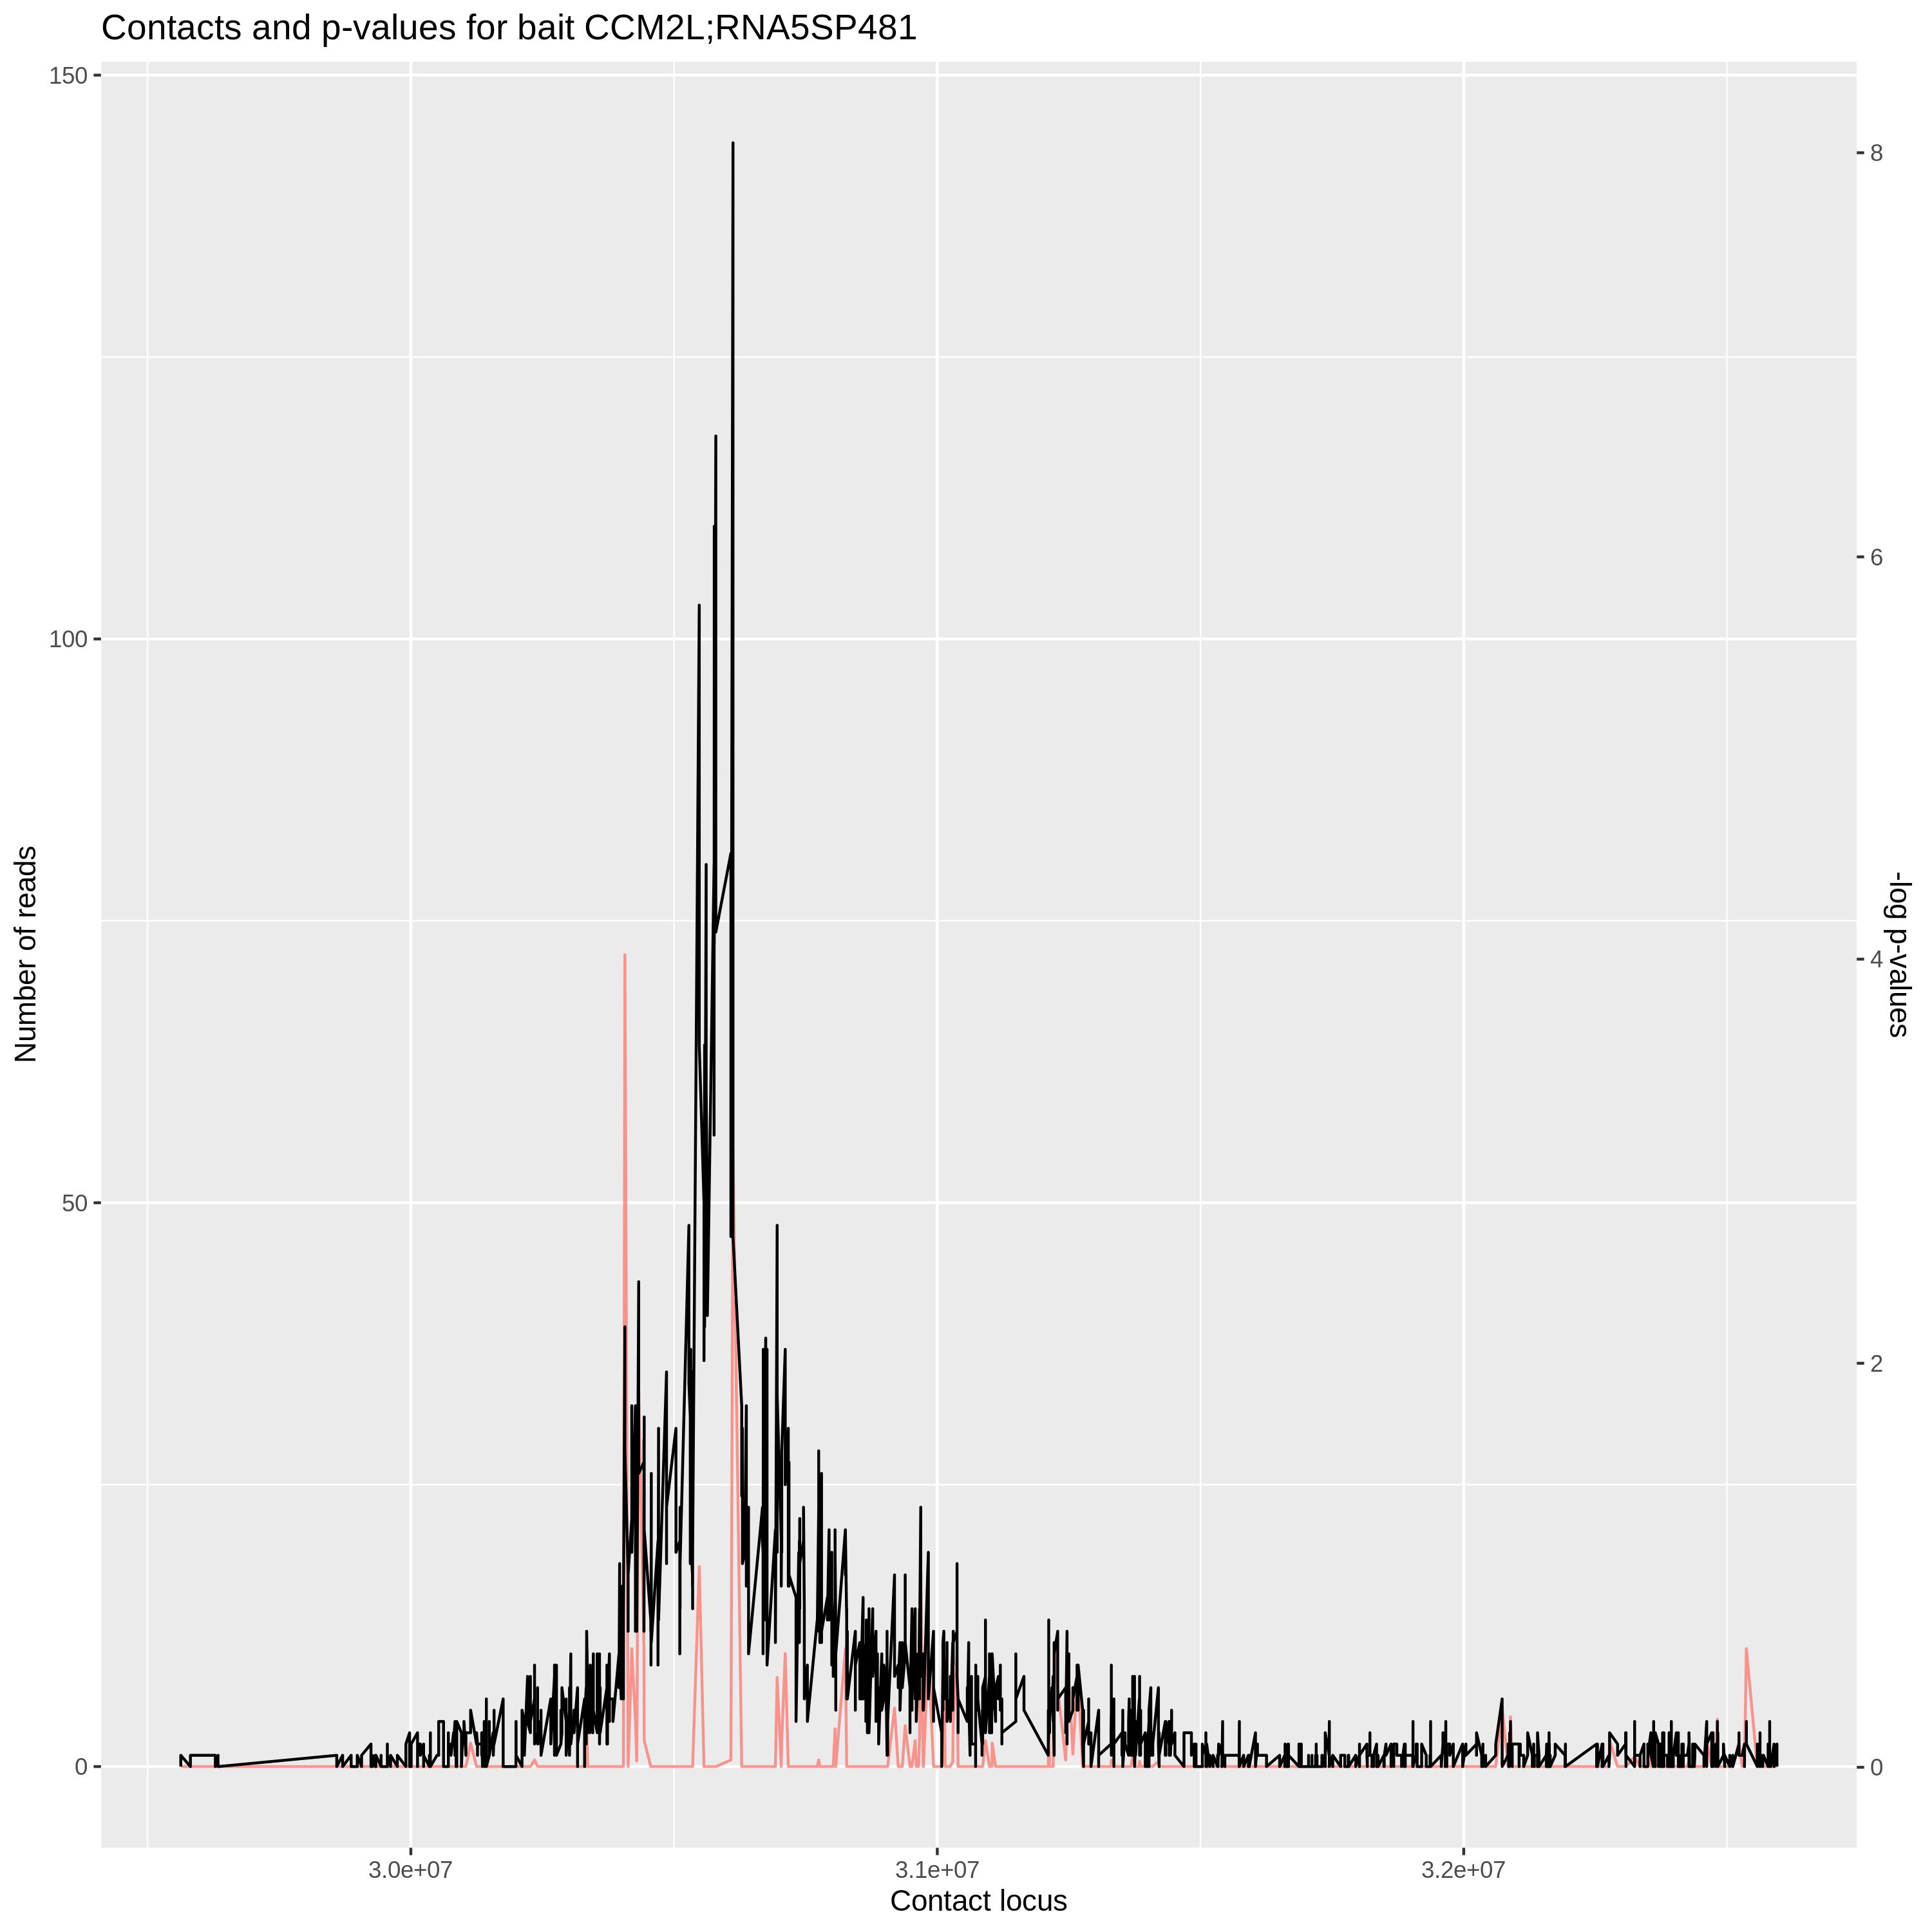 Contacts and p-values for bait CCM2L;RNA5SP481
150
100
50
0
Number of reads
8
6
4
2
0
-log p-values
3.0e+07
3.1e+07
3.2e+07
Contact locus